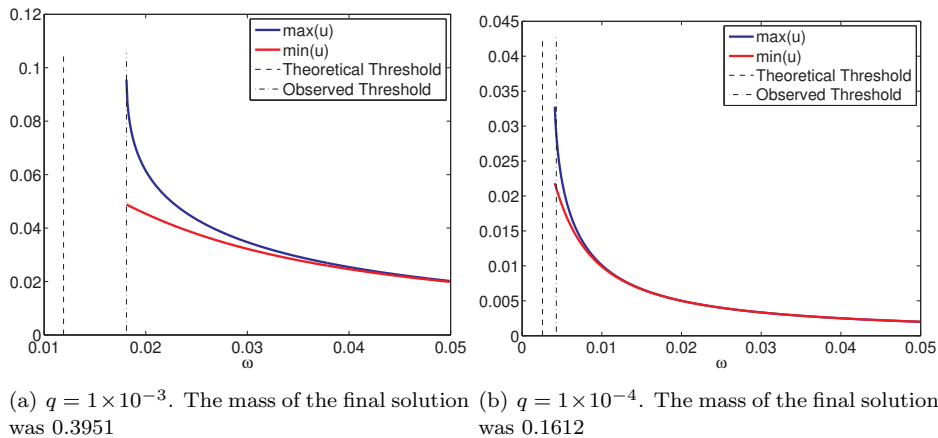 0.12
0.1
0.08
0.06
0.04
0.02
0
0.01
0.02
0.03
0.04
0.05
ω
max(u)
min(u)
Theoretical Threshold
Observed Threshold
0.045
0.04
0.035
0.03
0.025
0.02
0.015
0.01
0.005
0
0
0.01
0.02
0.03
0.04
0.05
ω
max(u)
min(u)
Theoretical Threshold
Observed Threshold
(a) q = 1×10⁻³. The mass of the final solution
was 0.3951
(b) q = 1×10⁻⁴. The mass of the final solution
was 0.1612